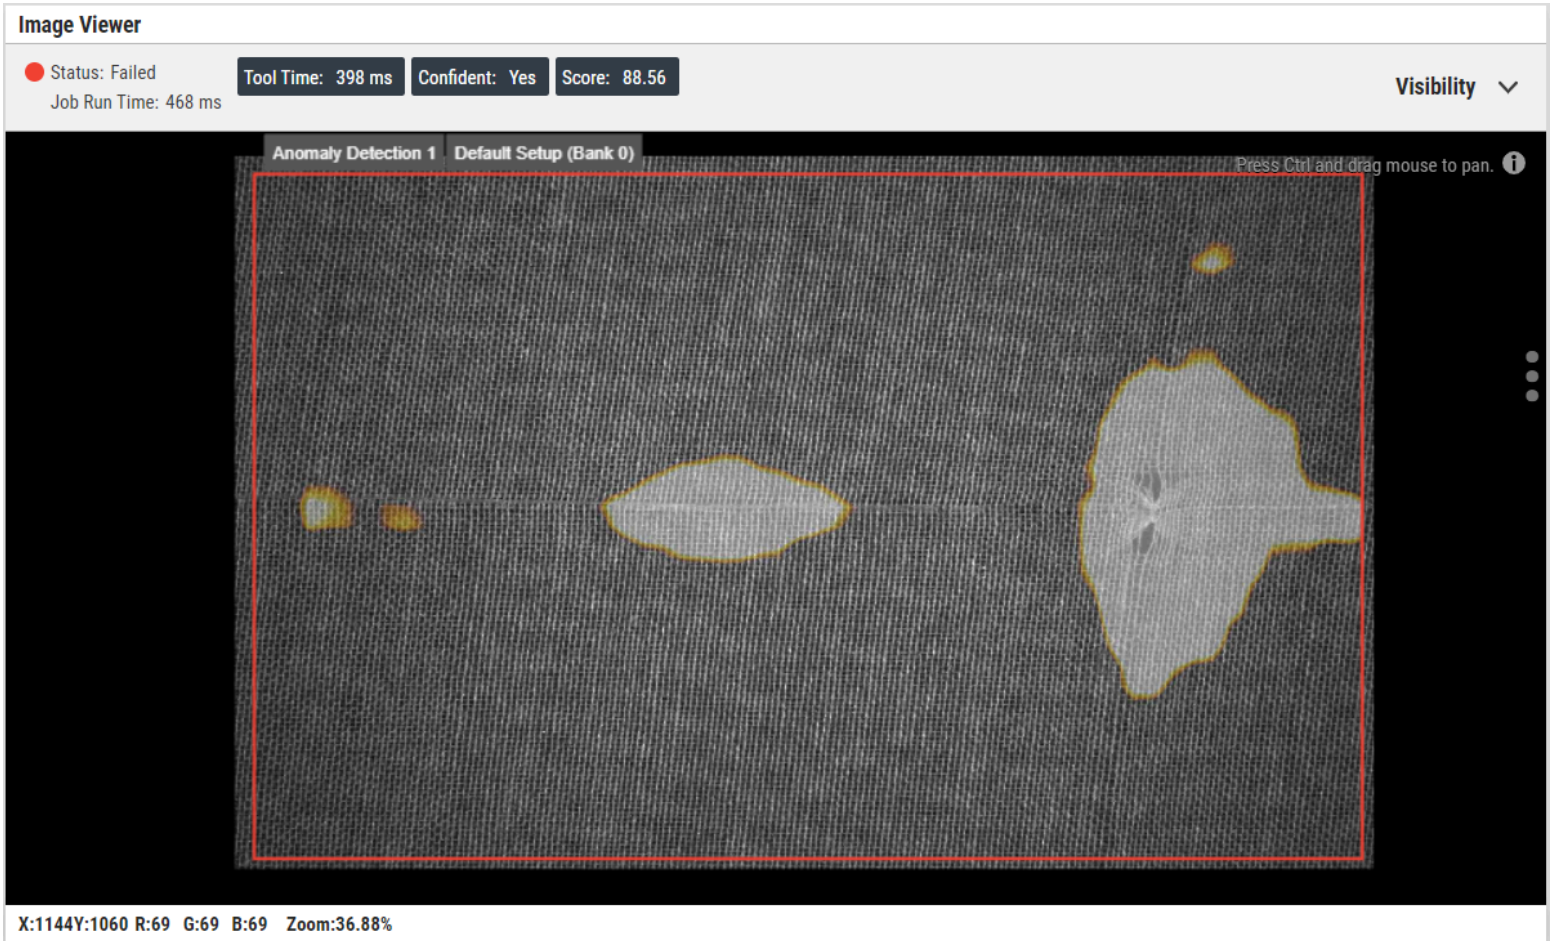 Image Viewer
Status: Failed
Job Run Time: 468 ms
Tool Time: 398 ms
Confident: Yes
Score: 88.56
Visibility
Anomaly Detection 1
Default Setup (Bank 0)
Press Ctrl and drag mouse to pan.
X:1144Y:1060 R:69 G:69 B:69 Zoom:36.88%